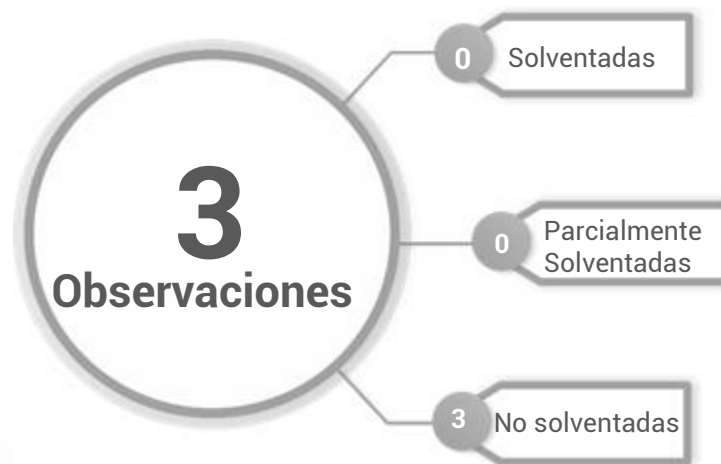 3
Observaciones
0
Solventadas
0
Parcialmente
Solventadas
3
No solventadas